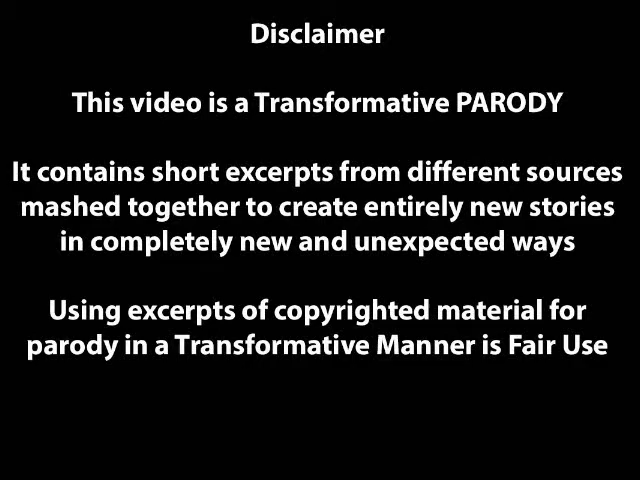 Disclaimer
This video is a Transformative PARODY
It contains short excerpts from different sources
mashed together to create entirely new stories
in completely new and unexpected ways
Using excerpts of copyrighted material for
parody in a Transformative Manner is Fair Use